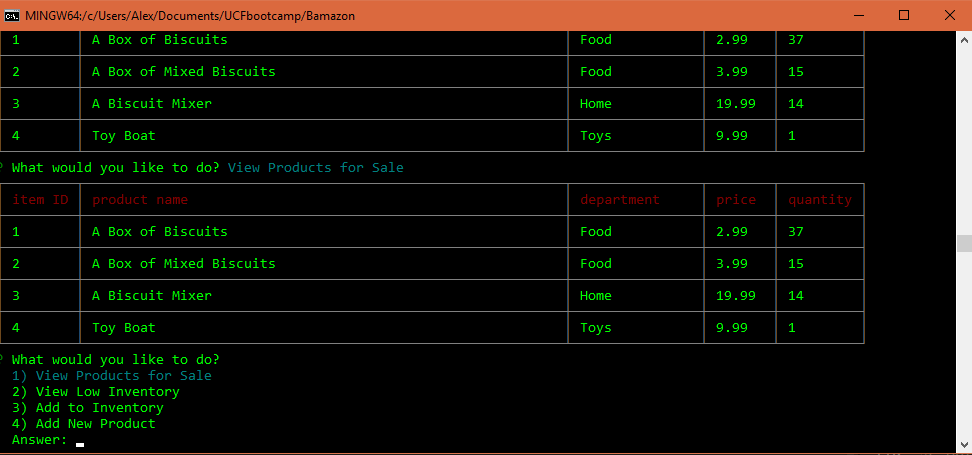 MINGW64:/c/Users/Alex/Documents/UCFbootcamp/Bamazon
1 A Box of Biscuits Food 2.99 37
2 A Box of Mixed Biscuits Food 3.99 15
3 A Biscuit Mixer Home 19.99 14
4 Toy Boat Toys 9.99 1
? What would you like to do? View Products for Sale
item ID product name department price quantity
1 A Box of Biscuits Food 2.99 37
2 A Box of Mixed Biscuits Food 3.99 15
3 A Biscuit Mixer Home 19.99 14
4 Toy Boat Toys 9.99 1
? What would you like to do?
1) View Products for Sale
2) View Low Inventory
3) Add to Inventory
4) Add New Product
Answer: